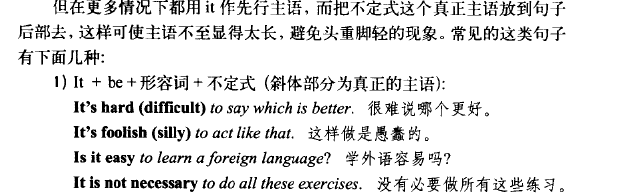 但在更多情况下都用 it 作先行主语,而把不定式这个真正主语放到句子
后部去,这样可使主语不至显得太长,避免头重脚轻的现象。常见的这类句子
有下面几种:
1) It + be + 形容词 + 不定式 (斜体部分为真正的主语):
It's hard (difficult) to say which is better. 很难说哪个更好。
It's foolish (silly) to act like that. 这样做是愚蠢的。
Is it easy to learn a foreign language? 学外语容易吗?
It is not necessary to do all these exercises. 没有必要做所有这些练习。